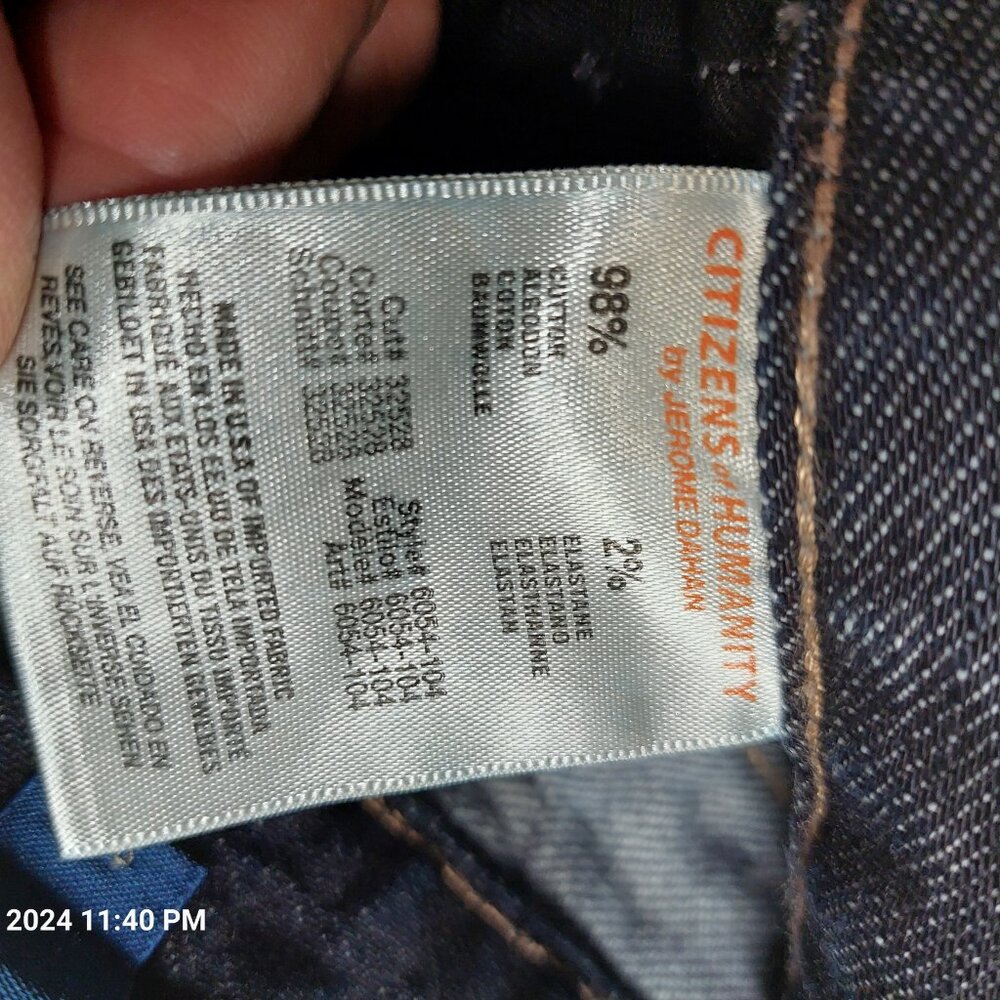 CITIZENS of HUMANITY
by JEROME DAHAN
98% 2%
COTTON ELASTANE
ALGODON ELASTANO
COTON ELASTHANNE
BAUMWOLLE ELASTAN
Cut# 32528 Style# 6054-104
Corte# 32528 Estilo# 6054-104
Coupe# 32528 Modele# 6054-104
Schnitt 32528 Art# 6054-104
MADE IN U.S.A OF IMPORTED FABRIC
HECHO EN LOS EE.UU DE TELA IMPORTADA
FABRIQUÉ AUX ETATS-UNIS DU TISSU IMPORTE
GEBILDET IN USA DES IMPORTIERTEN GEWEBES
SEE CARE ON REVERSE, VEA EL CUIDADO EN
REVÉS VOIR LE SOIN SUR L'INVERSE, SEHEN
SIE SORGFALT AUF RÜCKSEITE
2024 11:40 PM